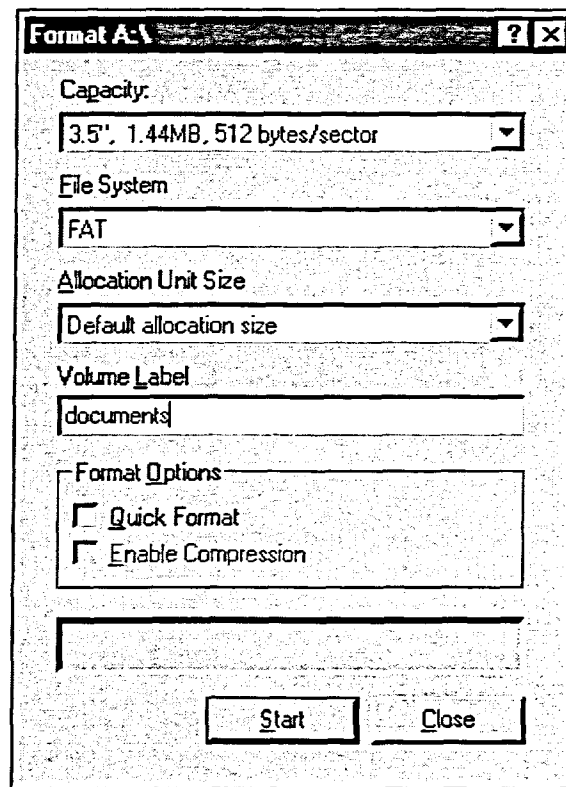 Format A:\
Capacity:
3.5", 1.44MB, 512 bytes/sector
File System
FAT
Allocation Unit Size
Default allocation size
Volume Label
documents
Format Options
Quick Format
Enable Compression
Start Close